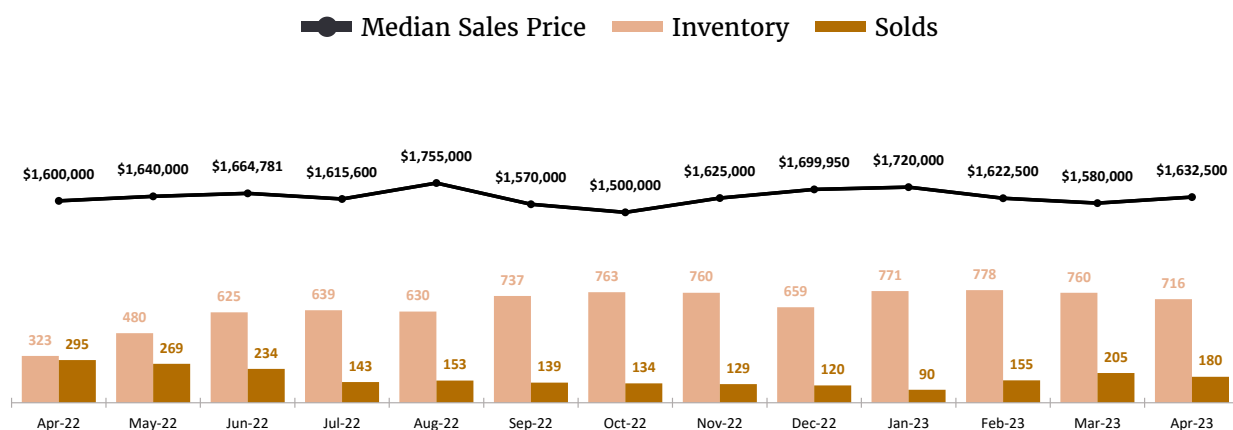 Median Sales Price Inventory Solds
$1,600,000 $1,640,000 $1,664,781 $1,615,600 $1,755,000 $1,570,000 $1,500,000 $1,625,000 $1,699,950 $1,720,000 $1,622,500 $1,580,000 $1,632,500
323 480 625 639 630 737 763 760 659 771 778 760 716
295 269 234 143 153 139 134 129 120 90 155 205 180
Apr-22 May-22 Jun-22 Jul-22 Aug-22 Sep-22 Oct-22 Nov-22 Dec-22 Jan-23 Feb-23 Mar-23 Apr-23